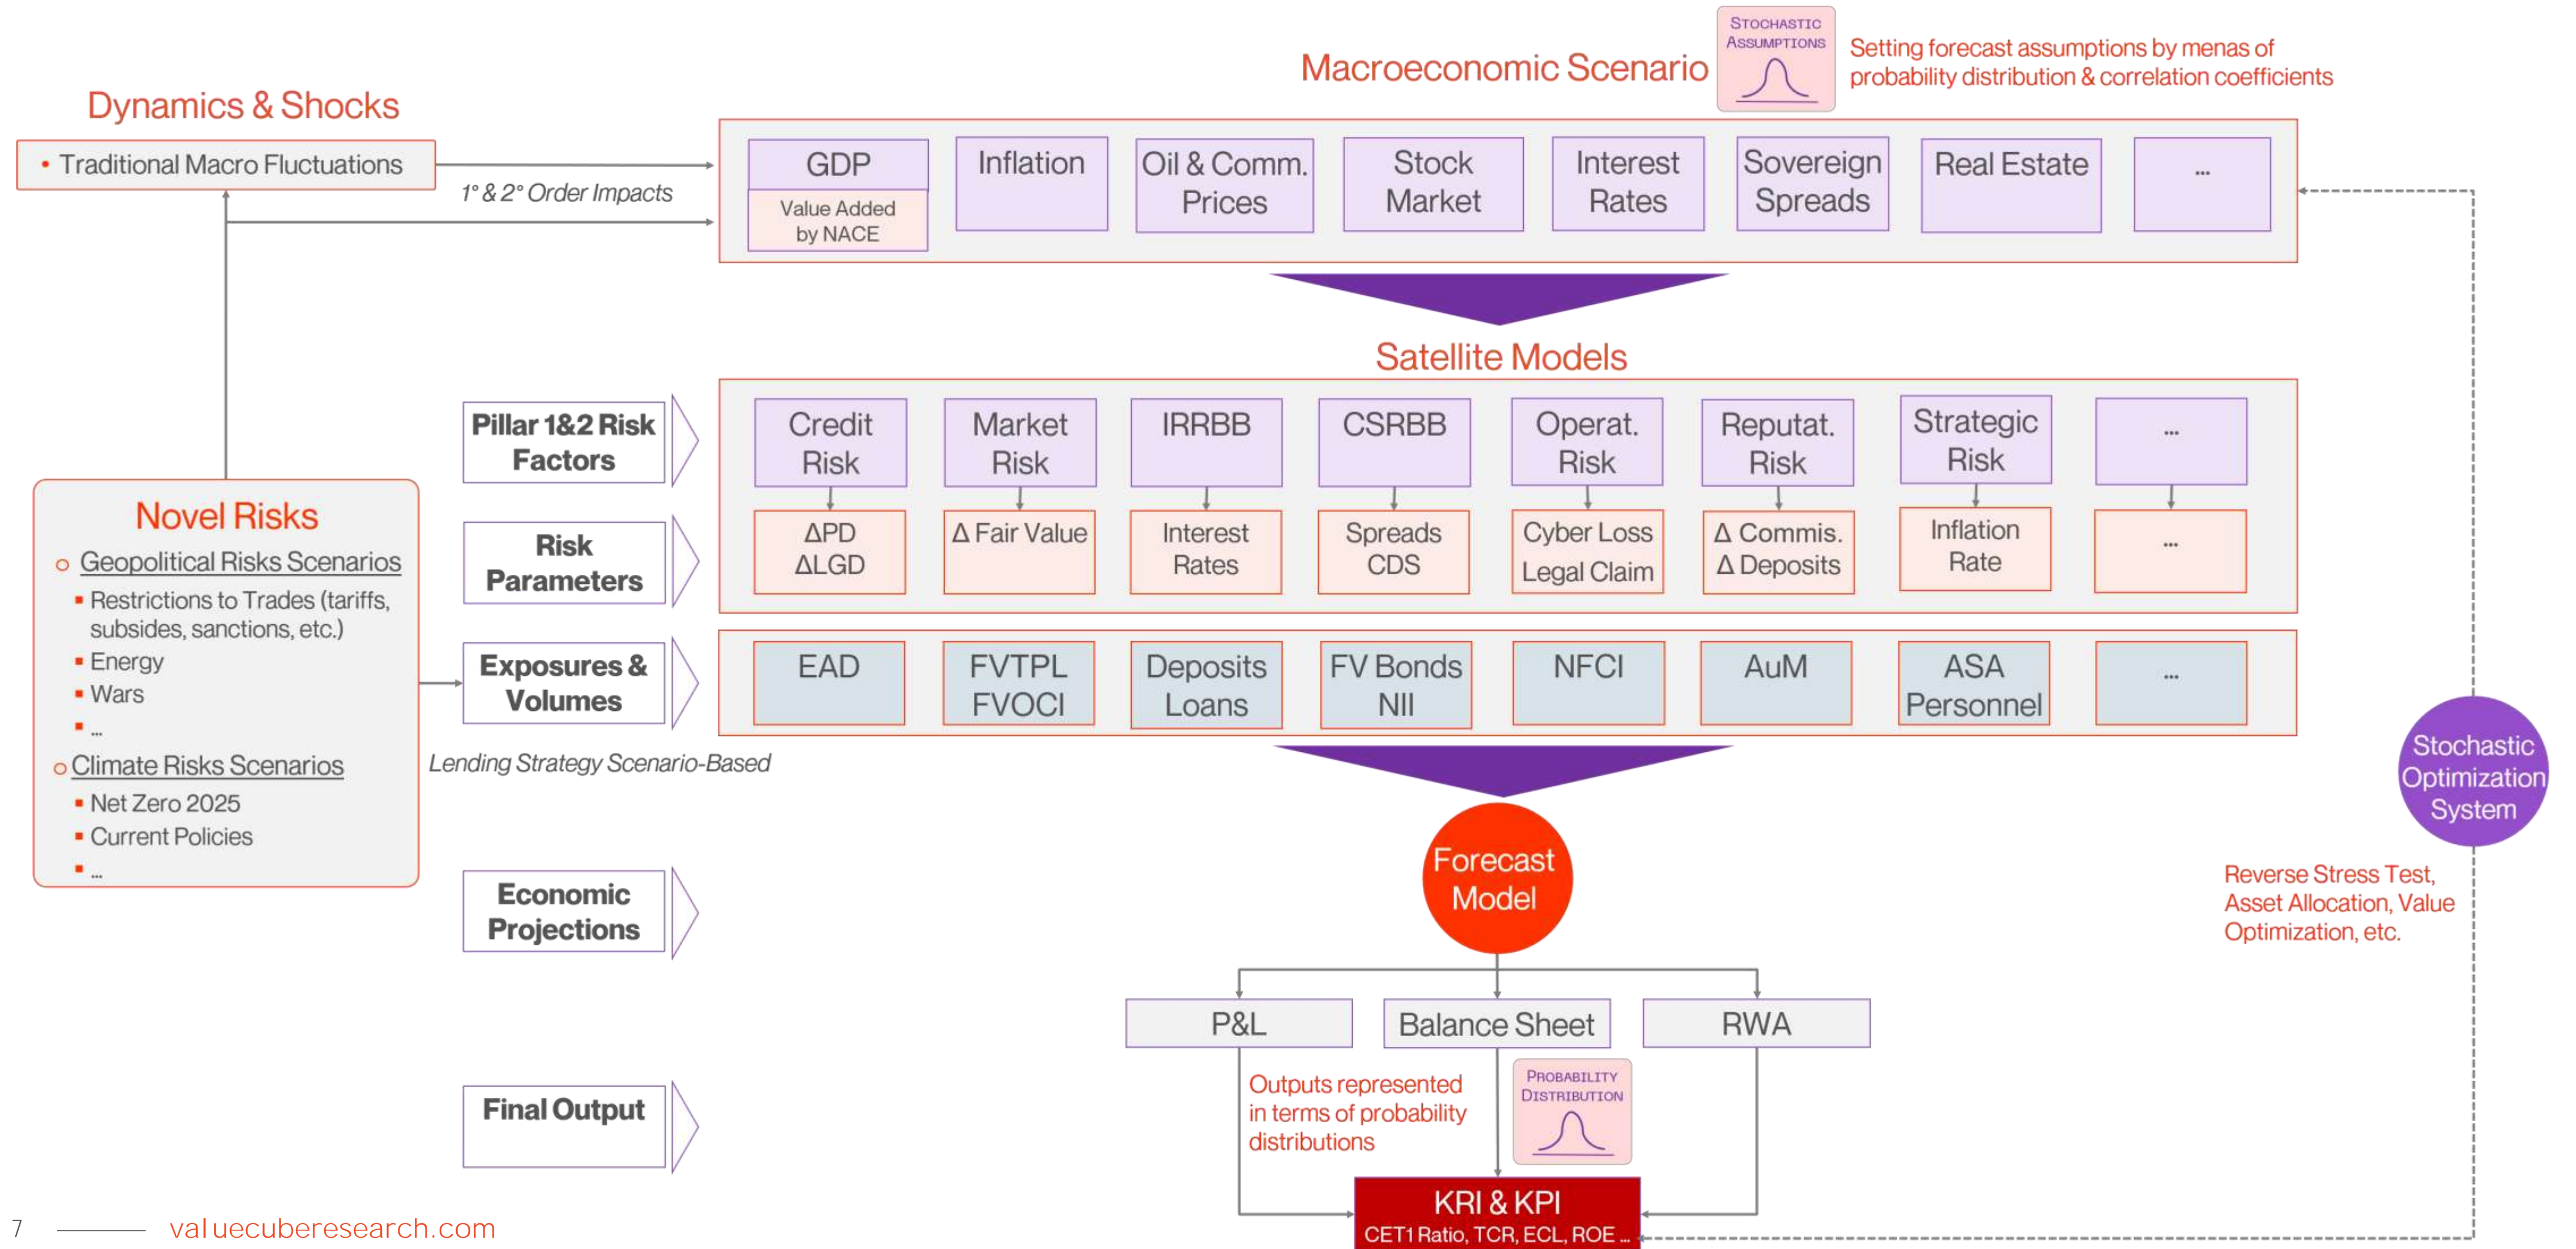 STOCHASTIC
ASSUMPTIONS
Macroeconomic Scenario
Setting forecast assumptions by menas of
probability distribution & correlation coefficients
Dynamics & Shocks
• Traditional Macro Fluctuations
1° & 2° Order Impacts
GDP
Value Added
by NACE
Inflation
Oil & Comm.
Prices
Stock
Market
Interest
Rates
Sovereign
Spreads
Real Estate
...
Satellite Models
Pillar 1&2 Risk
Factors
Credit
Risk
Market
Risk
IRRBB
CSRBB
Operat.
Risk
Reputat.
Risk
Strategic
Risk
...
Risk
Parameters
ΔPD
ΔLGD
Δ Fair Value
Interest
Rates
Spreads
CDS
Cyber Loss
Legal Claim
Δ Commis.
Δ Deposits
Inflation
Rate
...
Novel Risks
o Geopolitical Risks Scenarios
▪ Restrictions to Trades (tariffs,
subsides, sanctions, etc.)
▪ Energy
▪ Wars
▪ ...
o Climate Risks Scenarios
▪ Net Zero 2025
▪ Current Policies
▪ ...
Exposures &
Volumes
EAD
FVTPL
FVOCI
Deposits
Loans
FV Bonds
NII
NFCI
AuM
ASA
Personnel
...
Lending Strategy Scenario-Based
Stochastic
Optimization
System
Reverse Stress Test,
Asset Allocation, Value
Optimization, etc.
Economic
Projections
Forecast
Model
P&L
Balance Sheet
RWA
Final Output
Outputs represented
in terms of probability
distributions
PROBABILITY
DISTRIBUTION
KRI & KPI
CET1 Ratio, TCR, ECL, ROE ...
7
valuecuberesearch.com